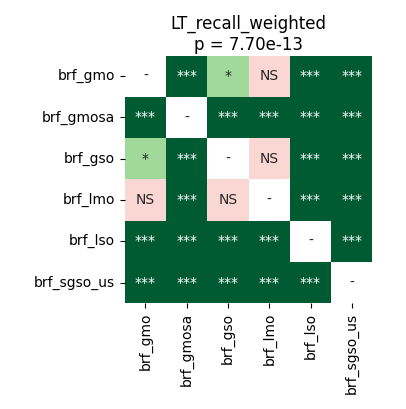 LT_recall_weighted
p = 7.70e-13
brf_gmo - *** * NS *** ***
brf_gmosa *** - *** *** *** ***
brf_gso * *** - NS *** ***
brf_lmo NS *** NS - *** ***
brf_lso *** *** *** *** - ***
brf_sgso_us *** *** *** *** *** -
brf_gmo
brf_gmosa
brf_gso
brf_lmo
brf_lso
brf_sgso_us